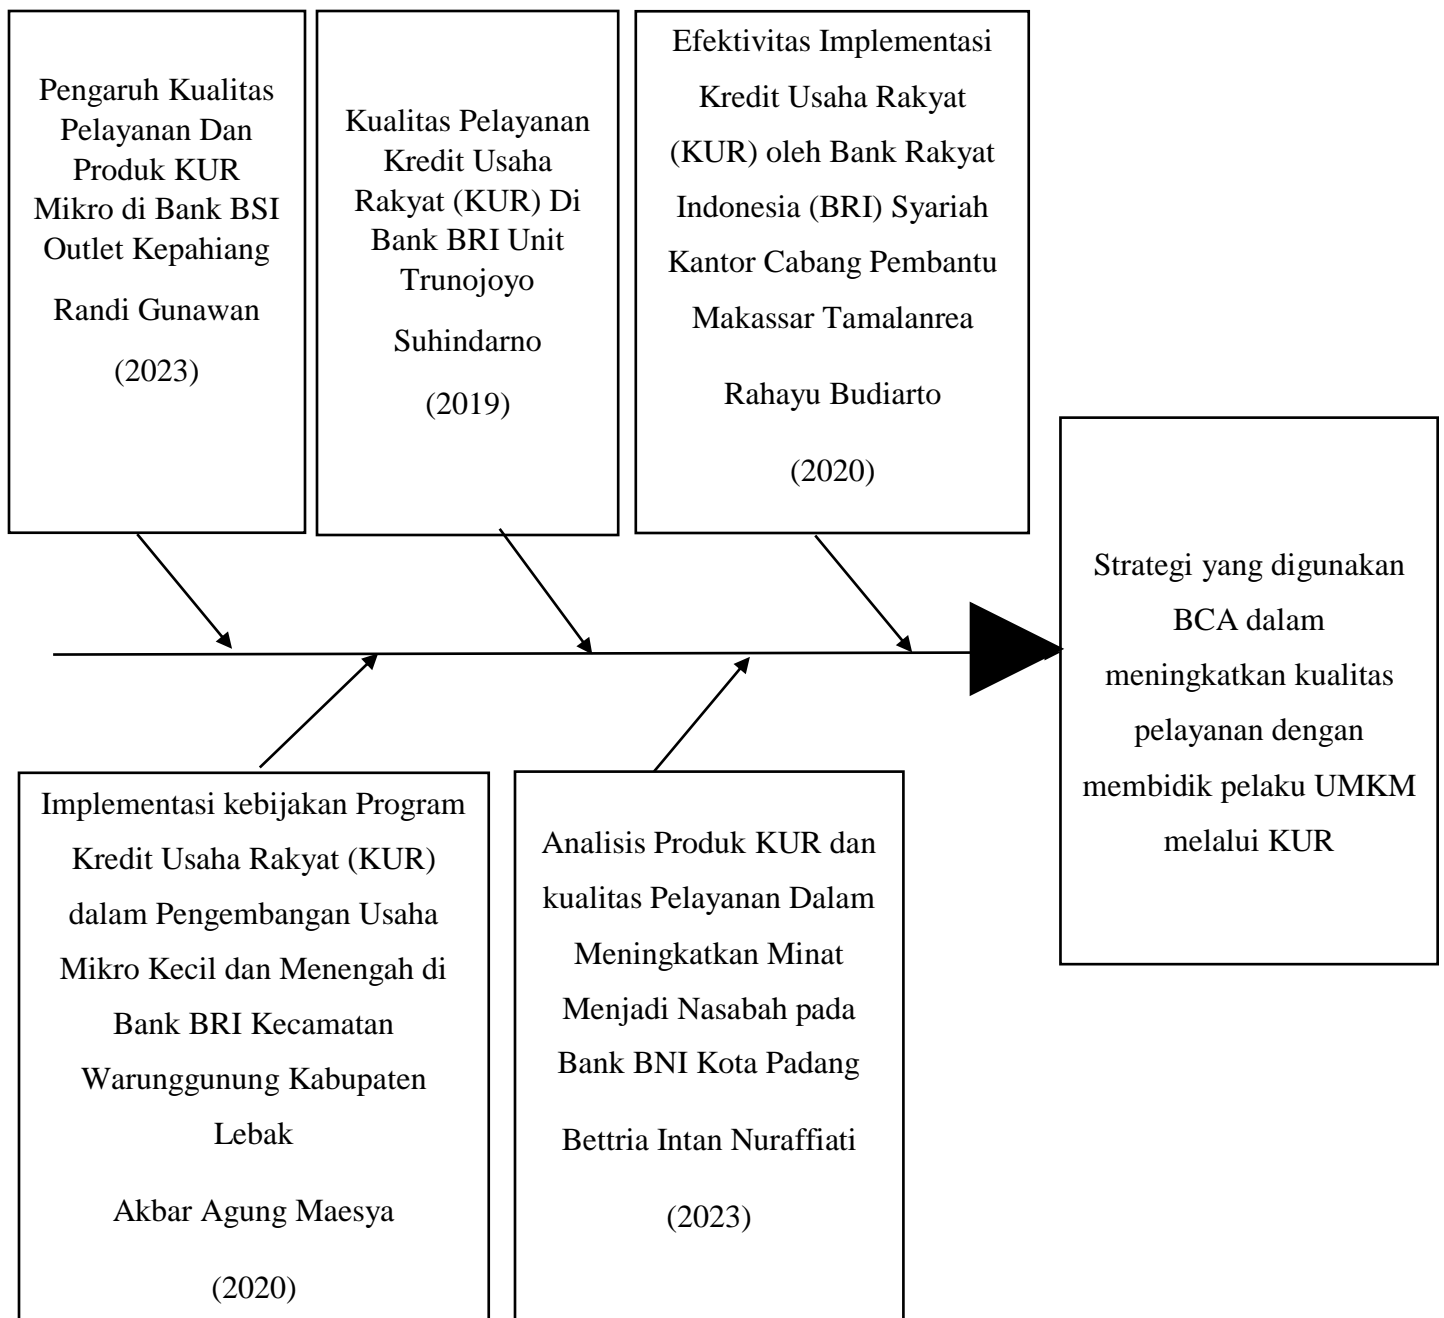 Pengaruh Kualitas
Pelayanan Dan
Produk KUR
Mikro di Bank BSI
Outlet Kepahiang
Randi Gunawan
(2023)
Kualitas Pelayanan
Kredit Usaha
Rakyat (KUR) Di
Bank BRI Unit
Trunojoyo
Suhindarno
(2019)
Efektivitas Implementasi
Kredit Usaha Rakyat
(KUR) oleh Bank Rakyat
Indonesia (BRI) Syariah
Kantor Cabang Pembantu
Makassar Tamalanrea
Rahayu Budiarto
(2020)
Strategi yang digunakan
BCA dalam
meningkatkan kualitas
pelayanan dengan
membidik pelaku UMKM
melalui KUR
Implementasi kebijakan Program
Kredit Usaha Rakyat (KUR)
dalam Pengembangan Usaha
Mikro Kecil dan Menengah di
Bank BRI Kecamatan
Warunggunung Kabupaten
Lebak
Akbar Agung Maesya
(2020)
Analisis Produk KUR dan
kualitas Pelayanan Dalam
Meningkatkan Minat
Menjadi Nasabah pada
Bank BNI Kota Padang
Bettria Intan Nuraffiati
(2023)